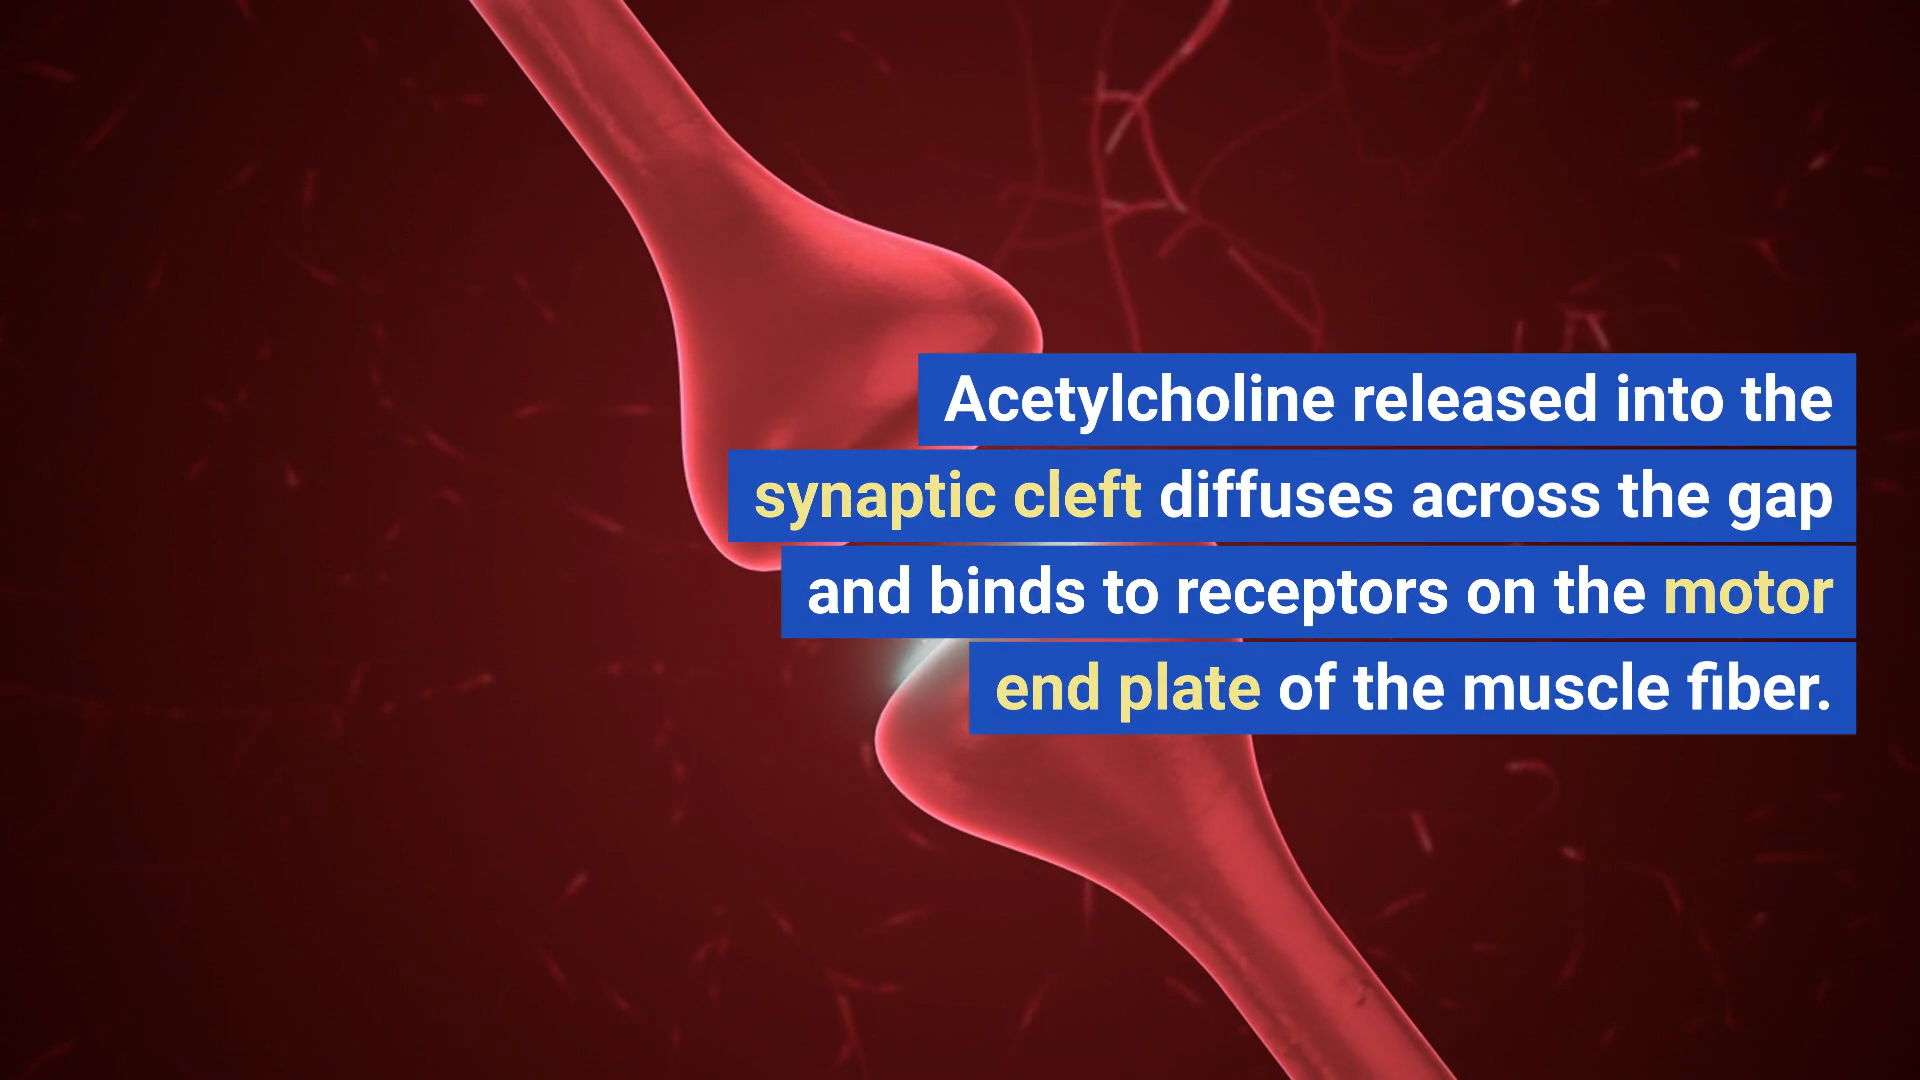 Acetylcholine released into the
synaptic cleft diffuses across the gap
and binds to receptors on the motor
end plate of the muscle fiber.